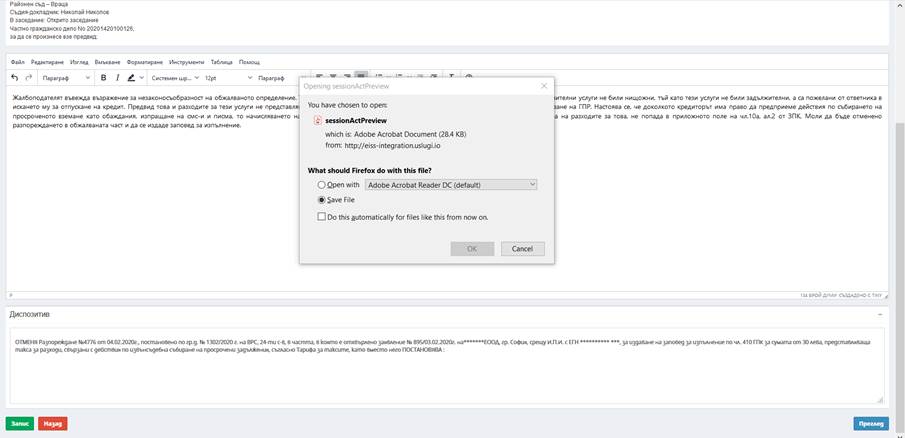 Районен съд – Враца
Съдия-докладчик: Николай Николов
В заседание: Открито заседание
Частно гражданско дело No 20201420100126,
за да се произнесе взе предвид:
Файл Редактиране Изглед Вмъкване Форматиране Инструменти Таблица Помощ
Параграф B I Системен шр... 12pt Параграф
Opening sessionActPreview
You have chosen to open:
sessionActPreview
which is: Adobe Acrobat Document (28.4 KB)
from: http://eiss-integration.uslugi.io
What should Firefox do with this file?
Open with Adobe Acrobat Reader DC (default)
Save File
Do this automatically for files like this from now on.
OK Cancel
Жалбоподателят въвежда възражение за незаконосъобразност на обжалваното определение. телни услуги не били нищожни, тъй като тези услуги не били задължителни, а са пожелани от ответника в
искането му за отпускане на кредит. Предвид това и разходите за тези услуги не представля ане на ГПР. Настоява се, че доколкото кредиторът има право да предприеме действия по събирането на
просроченото вземане като обаждания, изпращане на смс-и и писма, то начисляването на на разходите за това, не попада в приложното поле на чл.10а, ал.2 от ЗПК. Моли да бъде отменено
разпореждането в обжалваната част и да се издаде заповед за изпълнение.
P 134 БРОЙ ДУМИ СЪЗДАДЕНО С TINY
Диспозитив
ОТМЕНЯ Разпореждане №4776 от 04.02.2020г., постановено по гр.д. № 1302/2020 г. на ВРС, 24-ти с-в, в частта, в която е отхвърлено заявление № 895/03.02.2020г. на*******ЕООД, гр. София, срещу И.П.И. с ЕГН ********** ***, за издаване на заповед за изпълнение по чл. 410 ГПК за сумата от 30 лева, представляваща
такса за разходи, свързани с действия по извънсъдебно събиране на просрочени задължения, съгласно Тарифа за таксите, като вместо него ПОСТАНОВЯВА :
Запис Назад Преглед